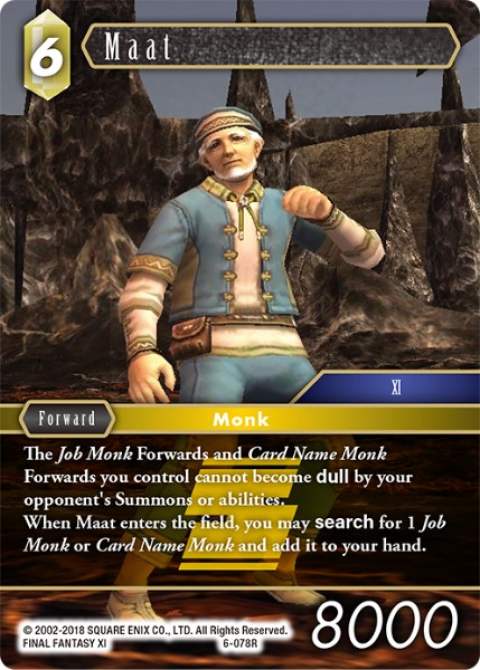 6
Maat
XI
Forward
Monk
The Job Monk Forwards and Card Name Monk
Forwards you control cannot become dull by your
opponent's Summons or abilities.
When Maat enters the field, you may search for 1 Job
Monk or Card Name Monk and add it to your hand.
© 2002-2018 SQUARE ENIX CO., LTD. All Rights Reserved.
FINAL FANTASY XI
6-078R
8000